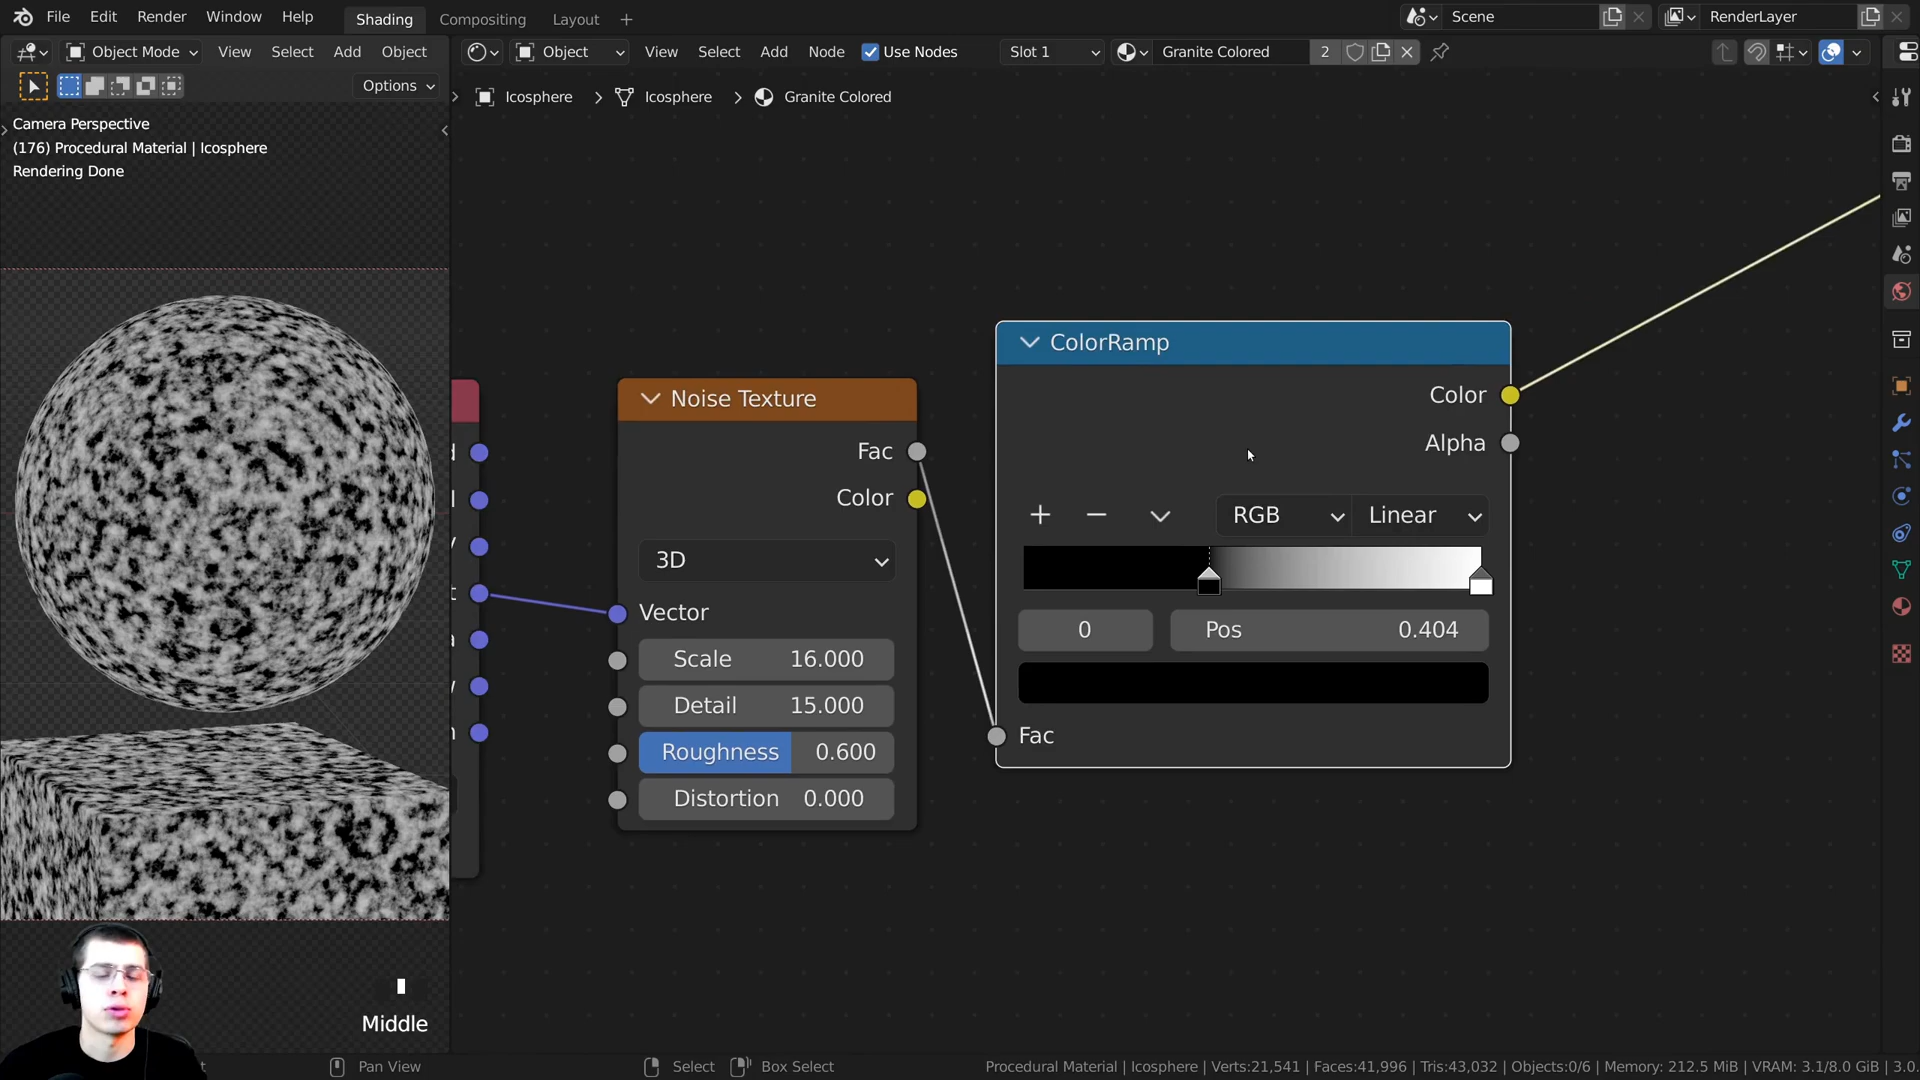 File Edit Render Window Help Shading Compositing Layout + Scene RenderLayer
Object Mode View Select Add Object Object View Select Add Node Use Nodes Slot 1 Granite Colored 2
Options
Icosphere > Icosphere > Granite Colored
Camera Perspective
(176) Procedural Material | Icosphere
Rendering Done
ColorRamp
Color
Alpha
RGB Linear
0 Pos 0.404
Fac
Noise Texture
Fac
Color
3D
Vector
Scale 16.000
Detail 15.000
Roughness 0.600
Distortion 0.000
Middle
Pan View Select Box Select Procedural Material | Icosphere | Verts:21,541 | Faces:41,996 | Tris:43,032 | Objects:0/6 | Memory: 212.5 MiB | VRAM: 3.1/8.0 GiB | 3.0